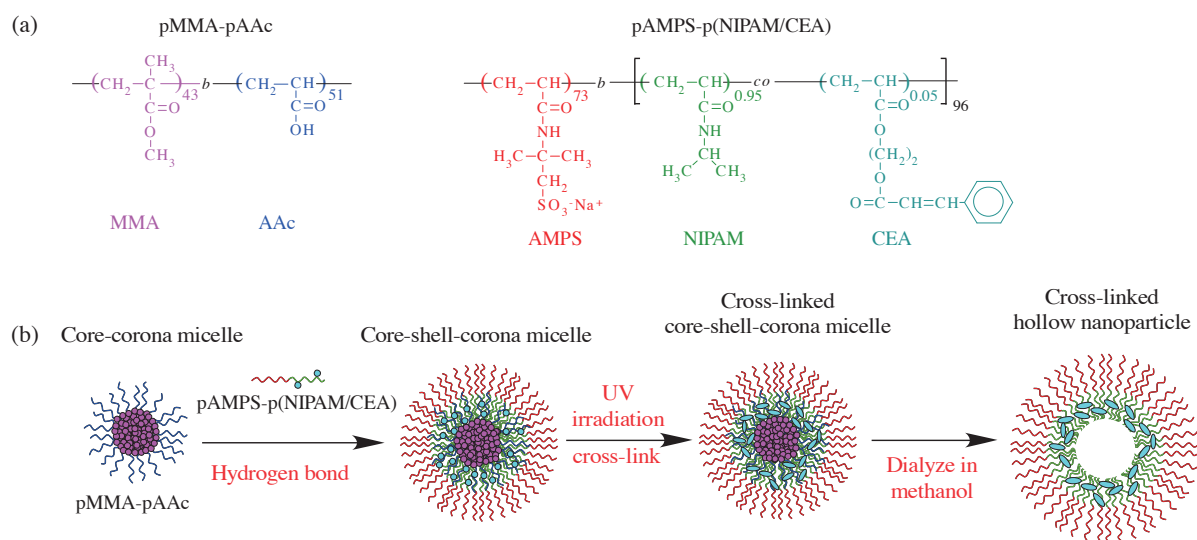 (a)
pMMA-pAAc
pAMPS-p(NIPAM/CEA)
CH3
(CH2—C)43 b (CH2—CH)51
C=O C=O
O OH
CH3
(CH2—CH)73 b [(CH2—CH)0.95 co (CH2—CH)0.05]96
C=O C=O C=O
NH NH O
H3C—C—CH3 CH (CH2)2
CH2 H3C CH3 O
SO3-Na+ O=C—CH=CH
MMA AAc AMPS NIPAM CEA
(b)
Core-corona micelle
Core-shell-corona micelle
Cross-linked
core-shell-corona micelle
Cross-linked
hollow nanoparticle
pMMA-pAAc
pAMPS-p(NIPAM/CEA)
Hydrogen bond
UV
irradiation
cross-link
Dialyze in
methanol